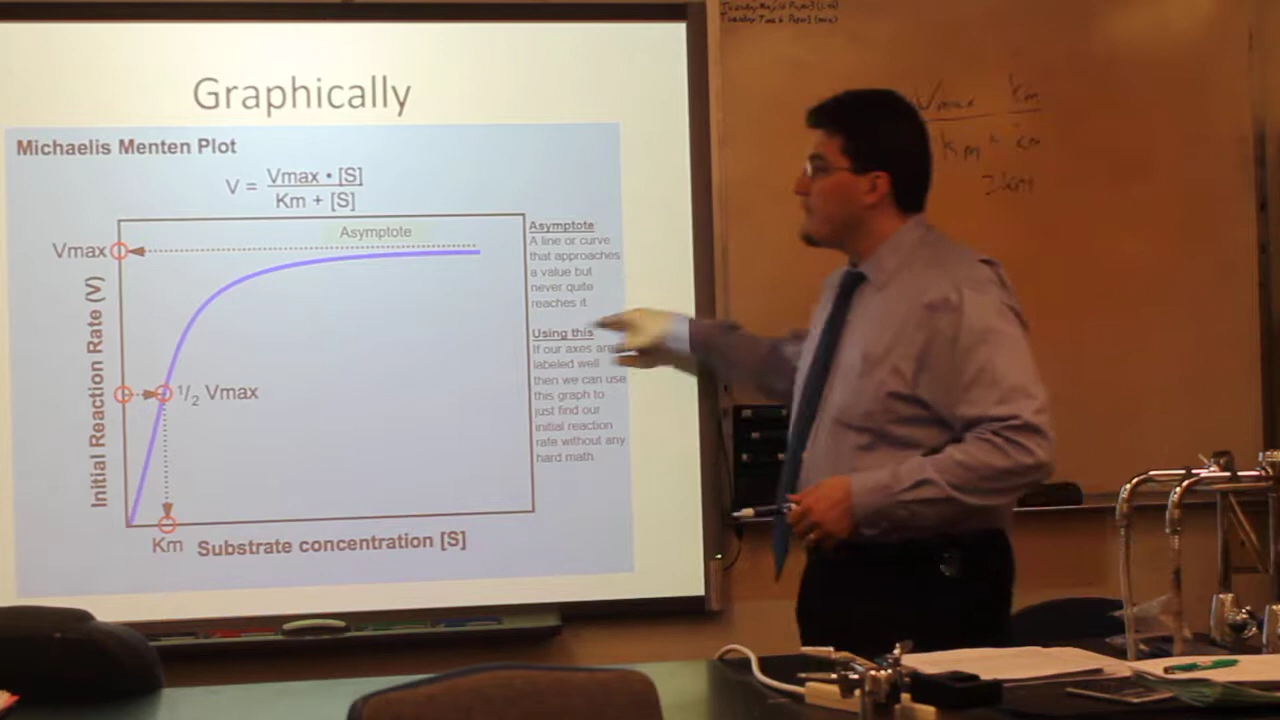 Graphically
Michaelis Menten Plot
V = Vmax • [S]
Km + [S]
Asymptote
Vmax
Initial Reaction Rate (V)
1/2 Vmax
Km
Substrate concentration [S]
Asymptote
A line or curve
that approaches
a value but
never quite
reaches it
Using this
If our axes are
labeled well
then we can use
this graph to
just find our
initial reaction
rate without any
hard math.
Vmax Km
Km + Km